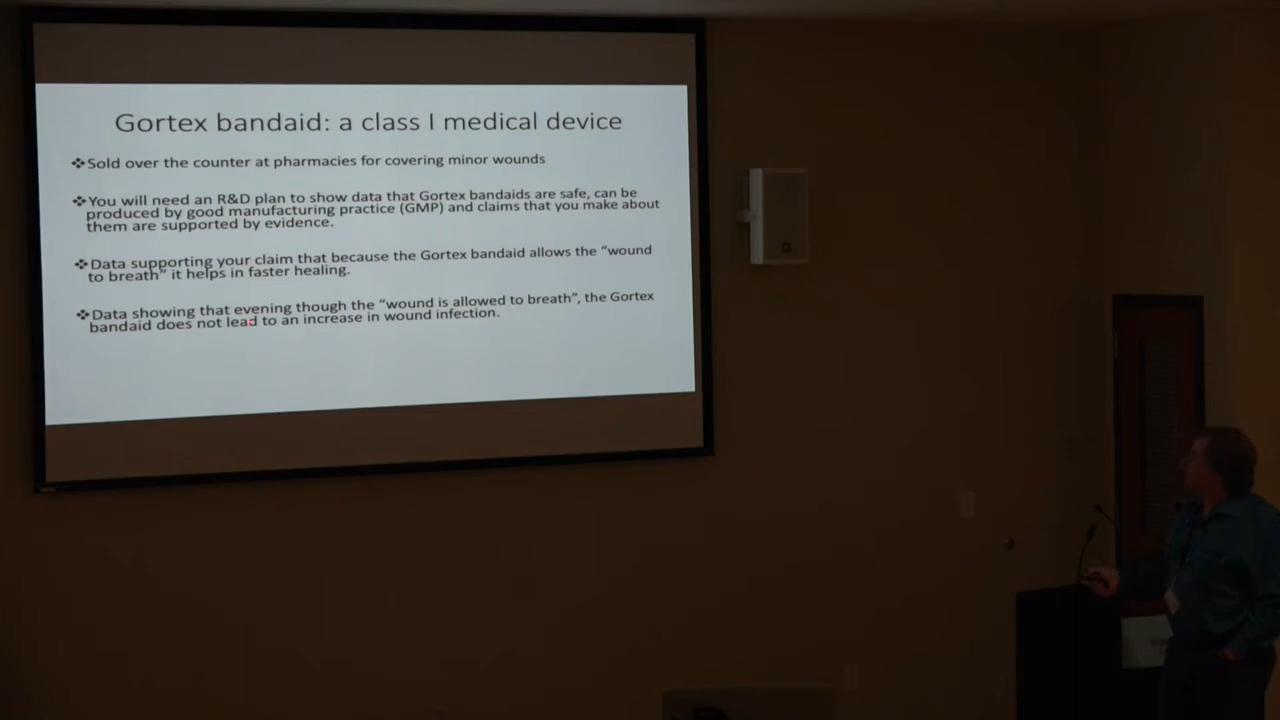 Gortex bandaid: a class I medical device
❖Sold over the counter at pharmacies for covering minor wounds
❖You will need an R&D plan to show data that Gortex bandaids are safe, can be
produced by good manufacturing practice (GMP) and claims that you make about
them are supported by evidence.
❖Data supporting your claim that because the Gortex bandaid allows the “wound
to breath” it helps in faster healing.
❖Data showing that evening though the “wound is allowed to breath”, the Gortex
bandaid does not lead to an increase in wound infection.